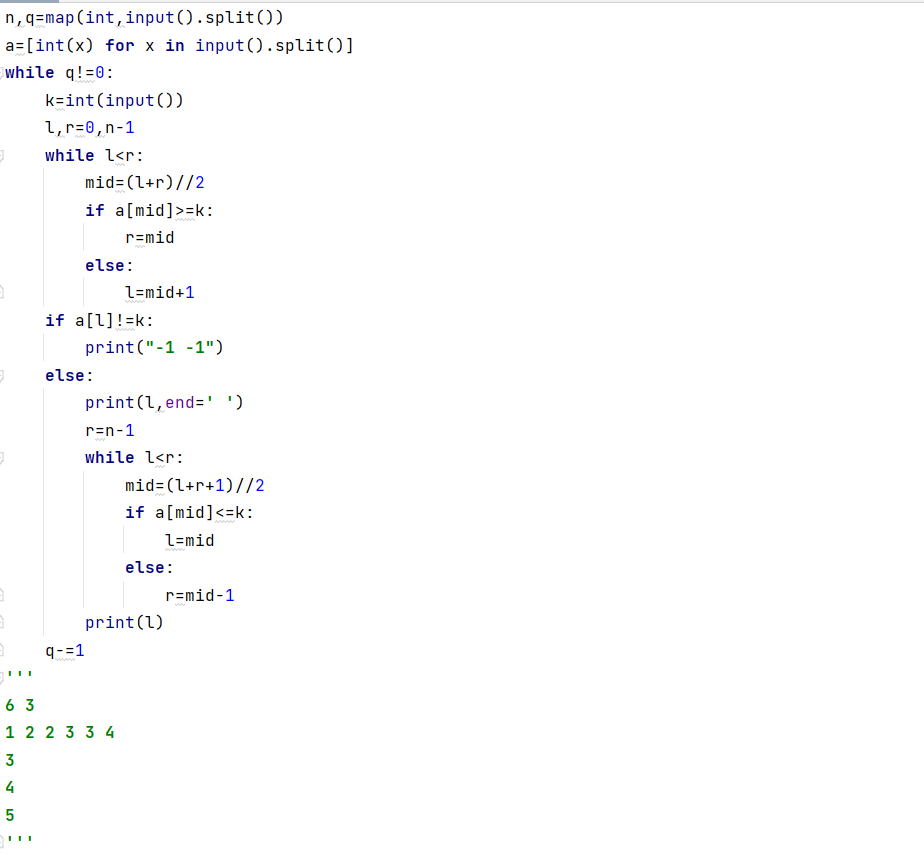 n,q=map(int,input().split())
a=[int(x) for x in input().split()]
while q!=0:
    k=int(input())
    l,r=0,n-1
    while l<r:
        mid=(l+r)//2
        if a[mid]>=k:
            r=mid
        else:
            l=mid+1
    if a[l]!=k:
        print("-1 -1")
    else:
        print(l,end=' ')
        r=n-1
        while l<r:
            mid=(l+r+1)//2
            if a[mid]<=k:
                l=mid
            else:
                r=mid-1
        print(l)
    q-=1
'''
6 3
1 2 2 3 3 4
3
4
5
'''